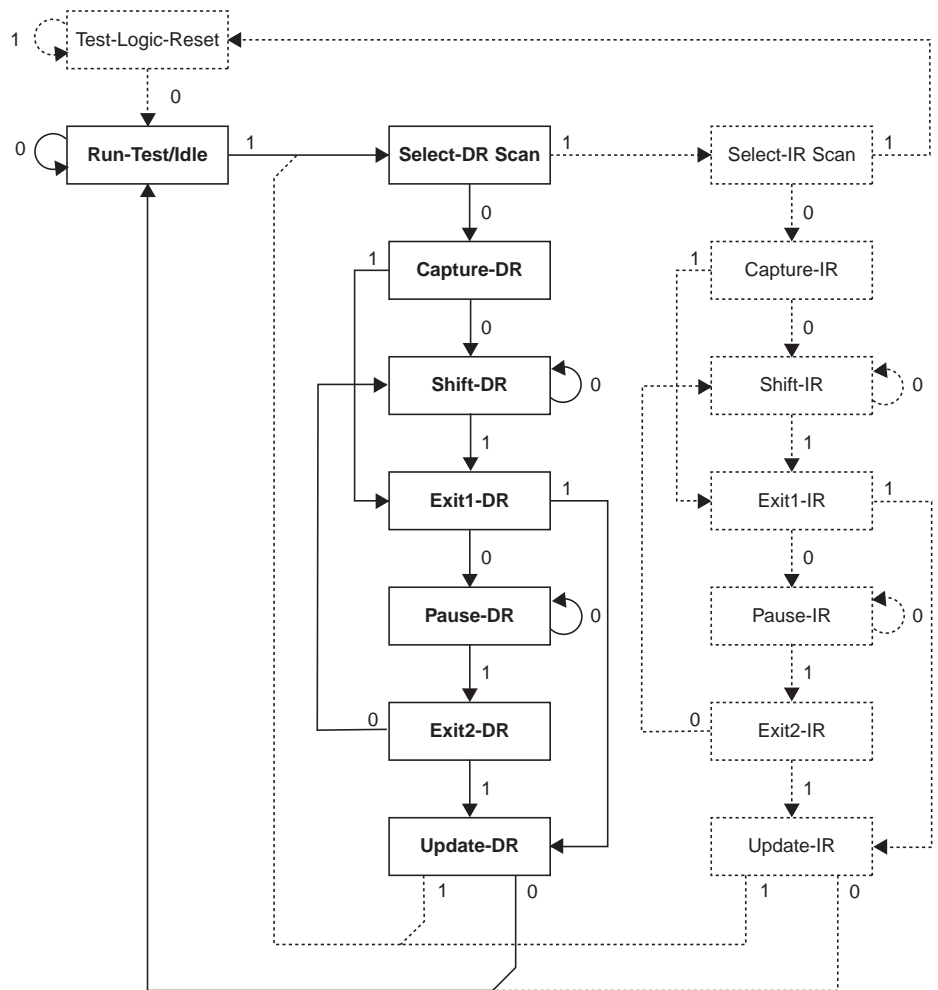 1
Test-Logic-Reset
0
0
Run-Test/Idle
1
Select-DR Scan
1
Select-IR Scan
1
0
0
1
Capture-DR
1
Capture-IR
0
0
Shift-DR
0
Shift-IR
0
1
1
Exit1-DR
1
Exit1-IR
1
0
0
Pause-DR
0
Pause-IR
0
1
1
0
Exit2-DR
0
Exit2-IR
1
1
Update-DR
Update-IR
1
0
1
0